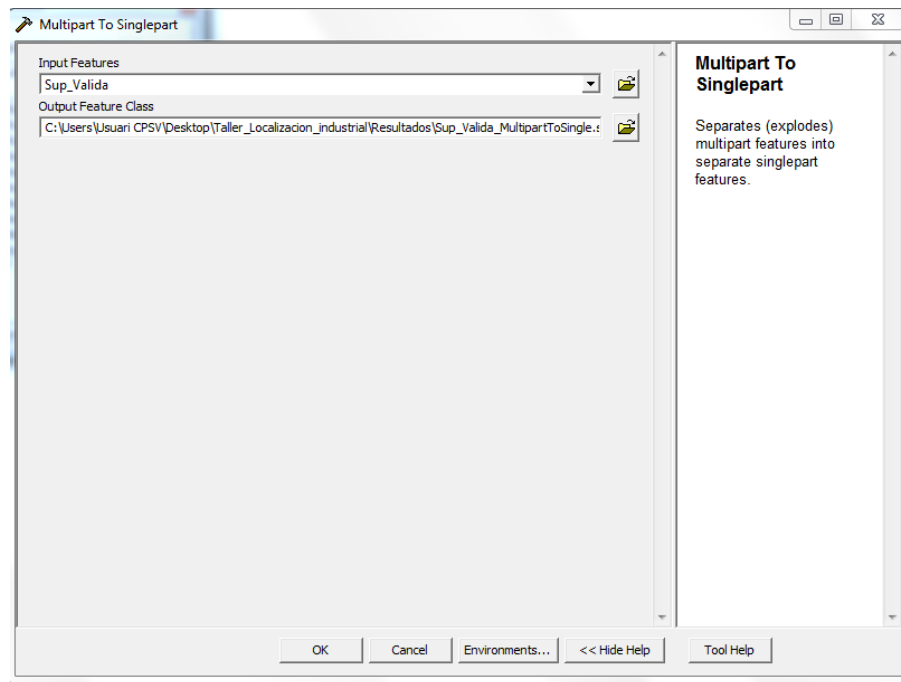 Multipart To Singlepart
Input Features
Sup_Valida
Output Feature Class
C:\Users\Usuari CPSV\Desktop\Taller_Localizacion_industrial\Resultados\Sup_Valida_MultipartToSingle.s
OK
Cancel
Environments...
<< Hide Help
Multipart To
Singlepart
Separates (explodes)
multipart features into
separate singlepart
features.
Tool Help